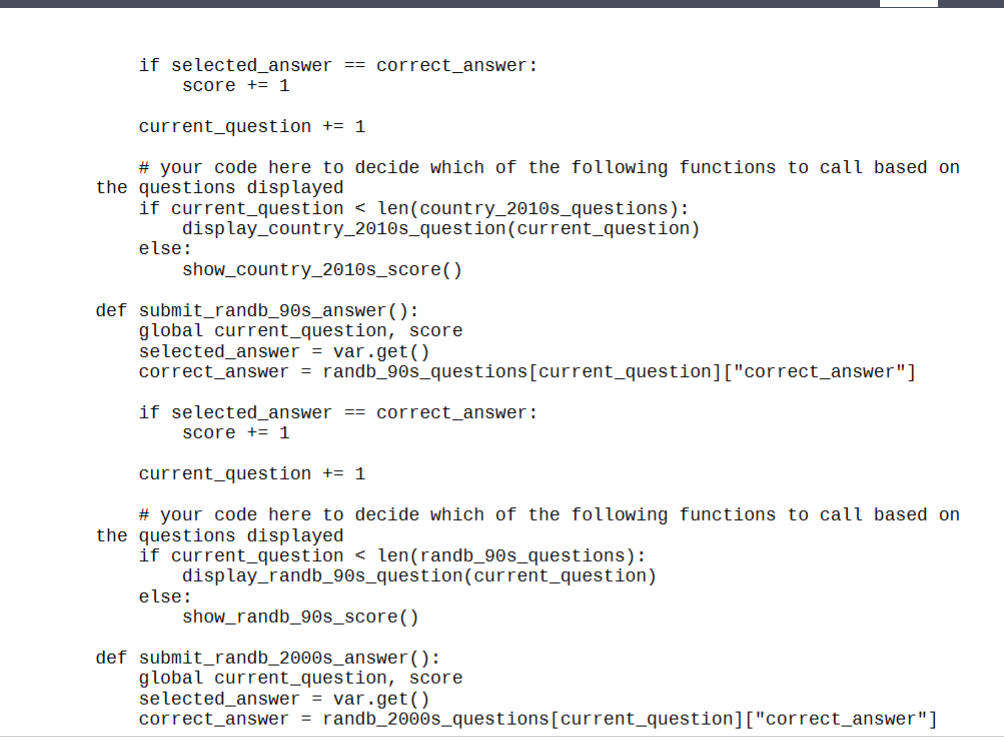 if selected_answer == correct_answer:
score += 1
current_question += 1
# your code here to decide which of the following functions to call based on
the questions displayed
if current_question < len(country_2010s_questions):
display_country_2010s_question(current_question)
else:
show_country_2010s_score()
def submit_randb_90s_answer():
global current_question, score
selected_answer = var.get()
correct_answer = randb_90s_questions[current_question]["correct_answer"]
if selected_answer == correct_answer:
score += 1
current_question += 1
# your code here to decide which of the following functions to call based on
the questions displayed
if current_question < len(randb_90s_questions):
display_randb_90s_question(current_question)
else:
show_randb_90s_score()
def submit_randb_2000s_answer():
global current_question, score
selected_answer = var.get()
correct_answer = randb_2000s_questions[current_question]["correct_answer"]